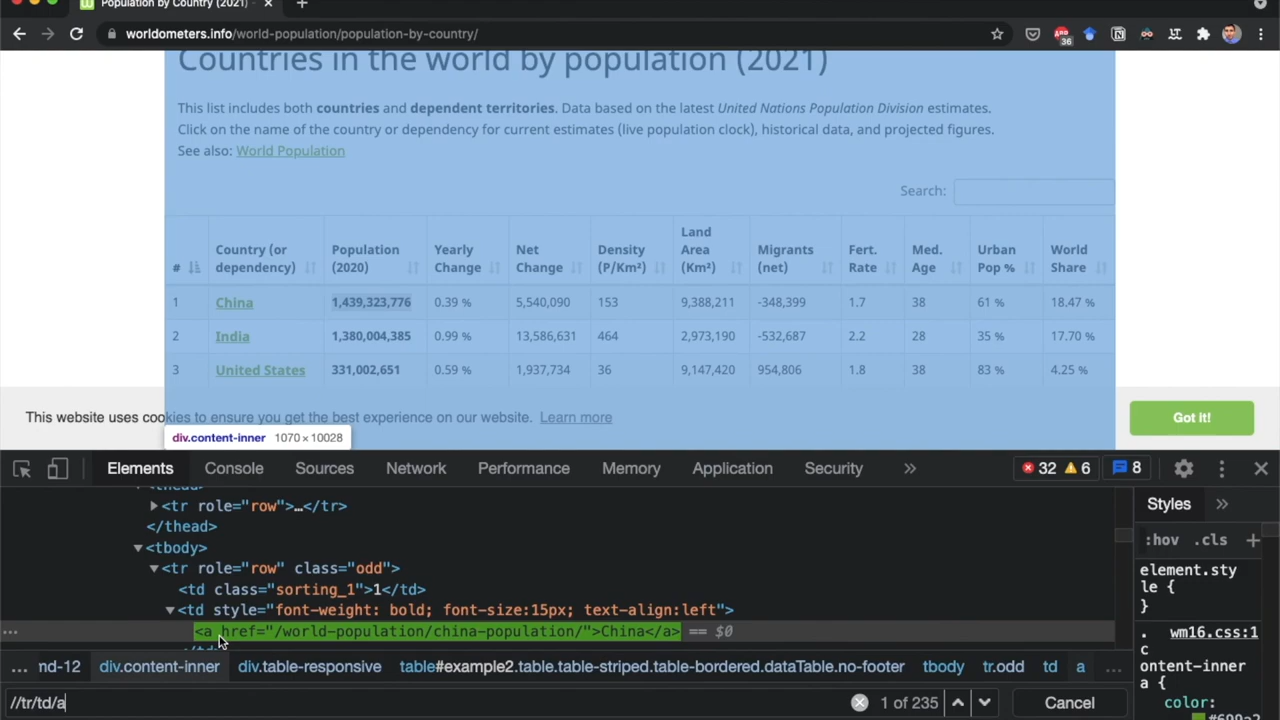 Population by Country (2021) ×
+
worldometers.info/world-population/population-by-country/
36
Countries in the world by population (2021)
This list includes both countries and dependent territories. Data based on the latest United Nations Population Division estimates.
Click on the name of the country or dependency for current estimates (live population clock), historical data, and projected figures.
See also: World Population
Search:
# Country (or dependency) Population (2020) Yearly Change Net Change Density (P/Km²) Land Area (Km²) Migrants (net) Fert. Rate Med. Age Urban Pop % World Share
1 China 1,439,323,776 0.39 % 5,540,090 153 9,388,211 -348,399 1.7 38 61 % 18.47 %
2 India 1,380,004,385 0.99 % 13,586,631 464 2,973,190 -532,687 2.2 28 35 % 17.70 %
3 United States 331,002,651 0.59 % 1,937,734 36 9,147,420 954,806 1.8 38 83 % 4.25 %
This website uses cookies to ensure you get the best experience on our website. Learn more
Got it!
div.content-inner 1070 × 10028
Elements Console Sources Network Performance Memory Application Security » 32 6 8
<tr role="row">…</tr>
</thead>
<tbody>
<tr role="row" class="odd">
<td class="sorting_1">1</td>
<td style="font-weight: bold; font-size:15px; text-align:left">
… <a href="/world-population/china-population/">China</a> == $0
Styles »
:hov .cls +
element.sty
le {
}
. wm16.css:1
c
ontent-inner
a {
color:
… nd-12 div.content-inner div.table-responsive table#example2.table.table-striped.table-bordered.dataTable.no-footer tbody tr.odd td a …
//tr/td/a 1 of 235 Cancel